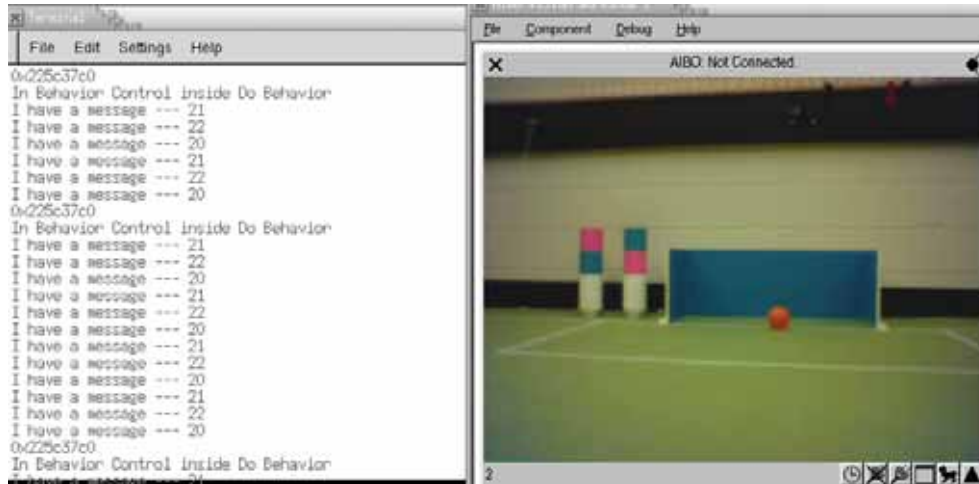 Terminal
File Edit Settings Help
0x225c37c0
In Behavior Control inside Do Behavior
I have a message --- 21
I have a message --- 22
I have a message --- 20
I have a message --- 21
I have a message --- 22
I have a message --- 20
0x225c37c0
In Behavior Control inside Do Behavior
I have a message --- 21
I have a message --- 22
I have a message --- 20
I have a message --- 21
I have a message --- 22
I have a message --- 20
I have a message --- 21
I have a message --- 22
I have a message --- 20
I have a message --- 21
I have a message --- 22
I have a message --- 20
0x225c37c0
In Behavior Control inside Do Behavior
I have a message --- 21
File Component Debug Help
AIBO: Not Connected
2